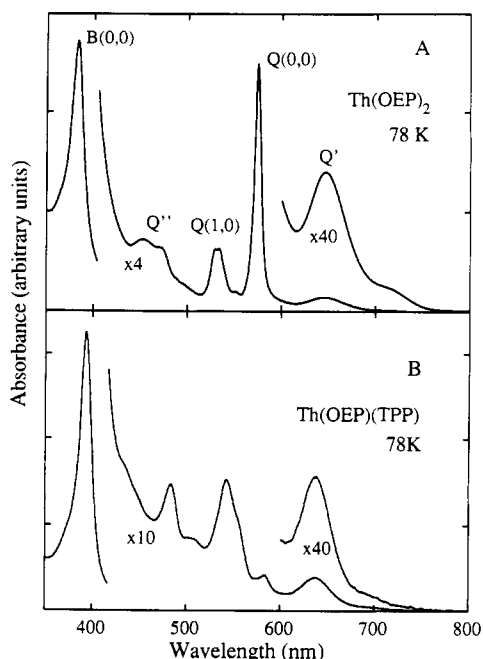 B(0,0)
A
Q(0,0)
Th(OEP)₂
78 K
Q'
Q''
Q(1,0)
x4
x40
Absorbance (arbitrary units)
B
Th(OEP)(TPP)
78K
x10
x40
400 500 600 700 800
Wavelength (nm)